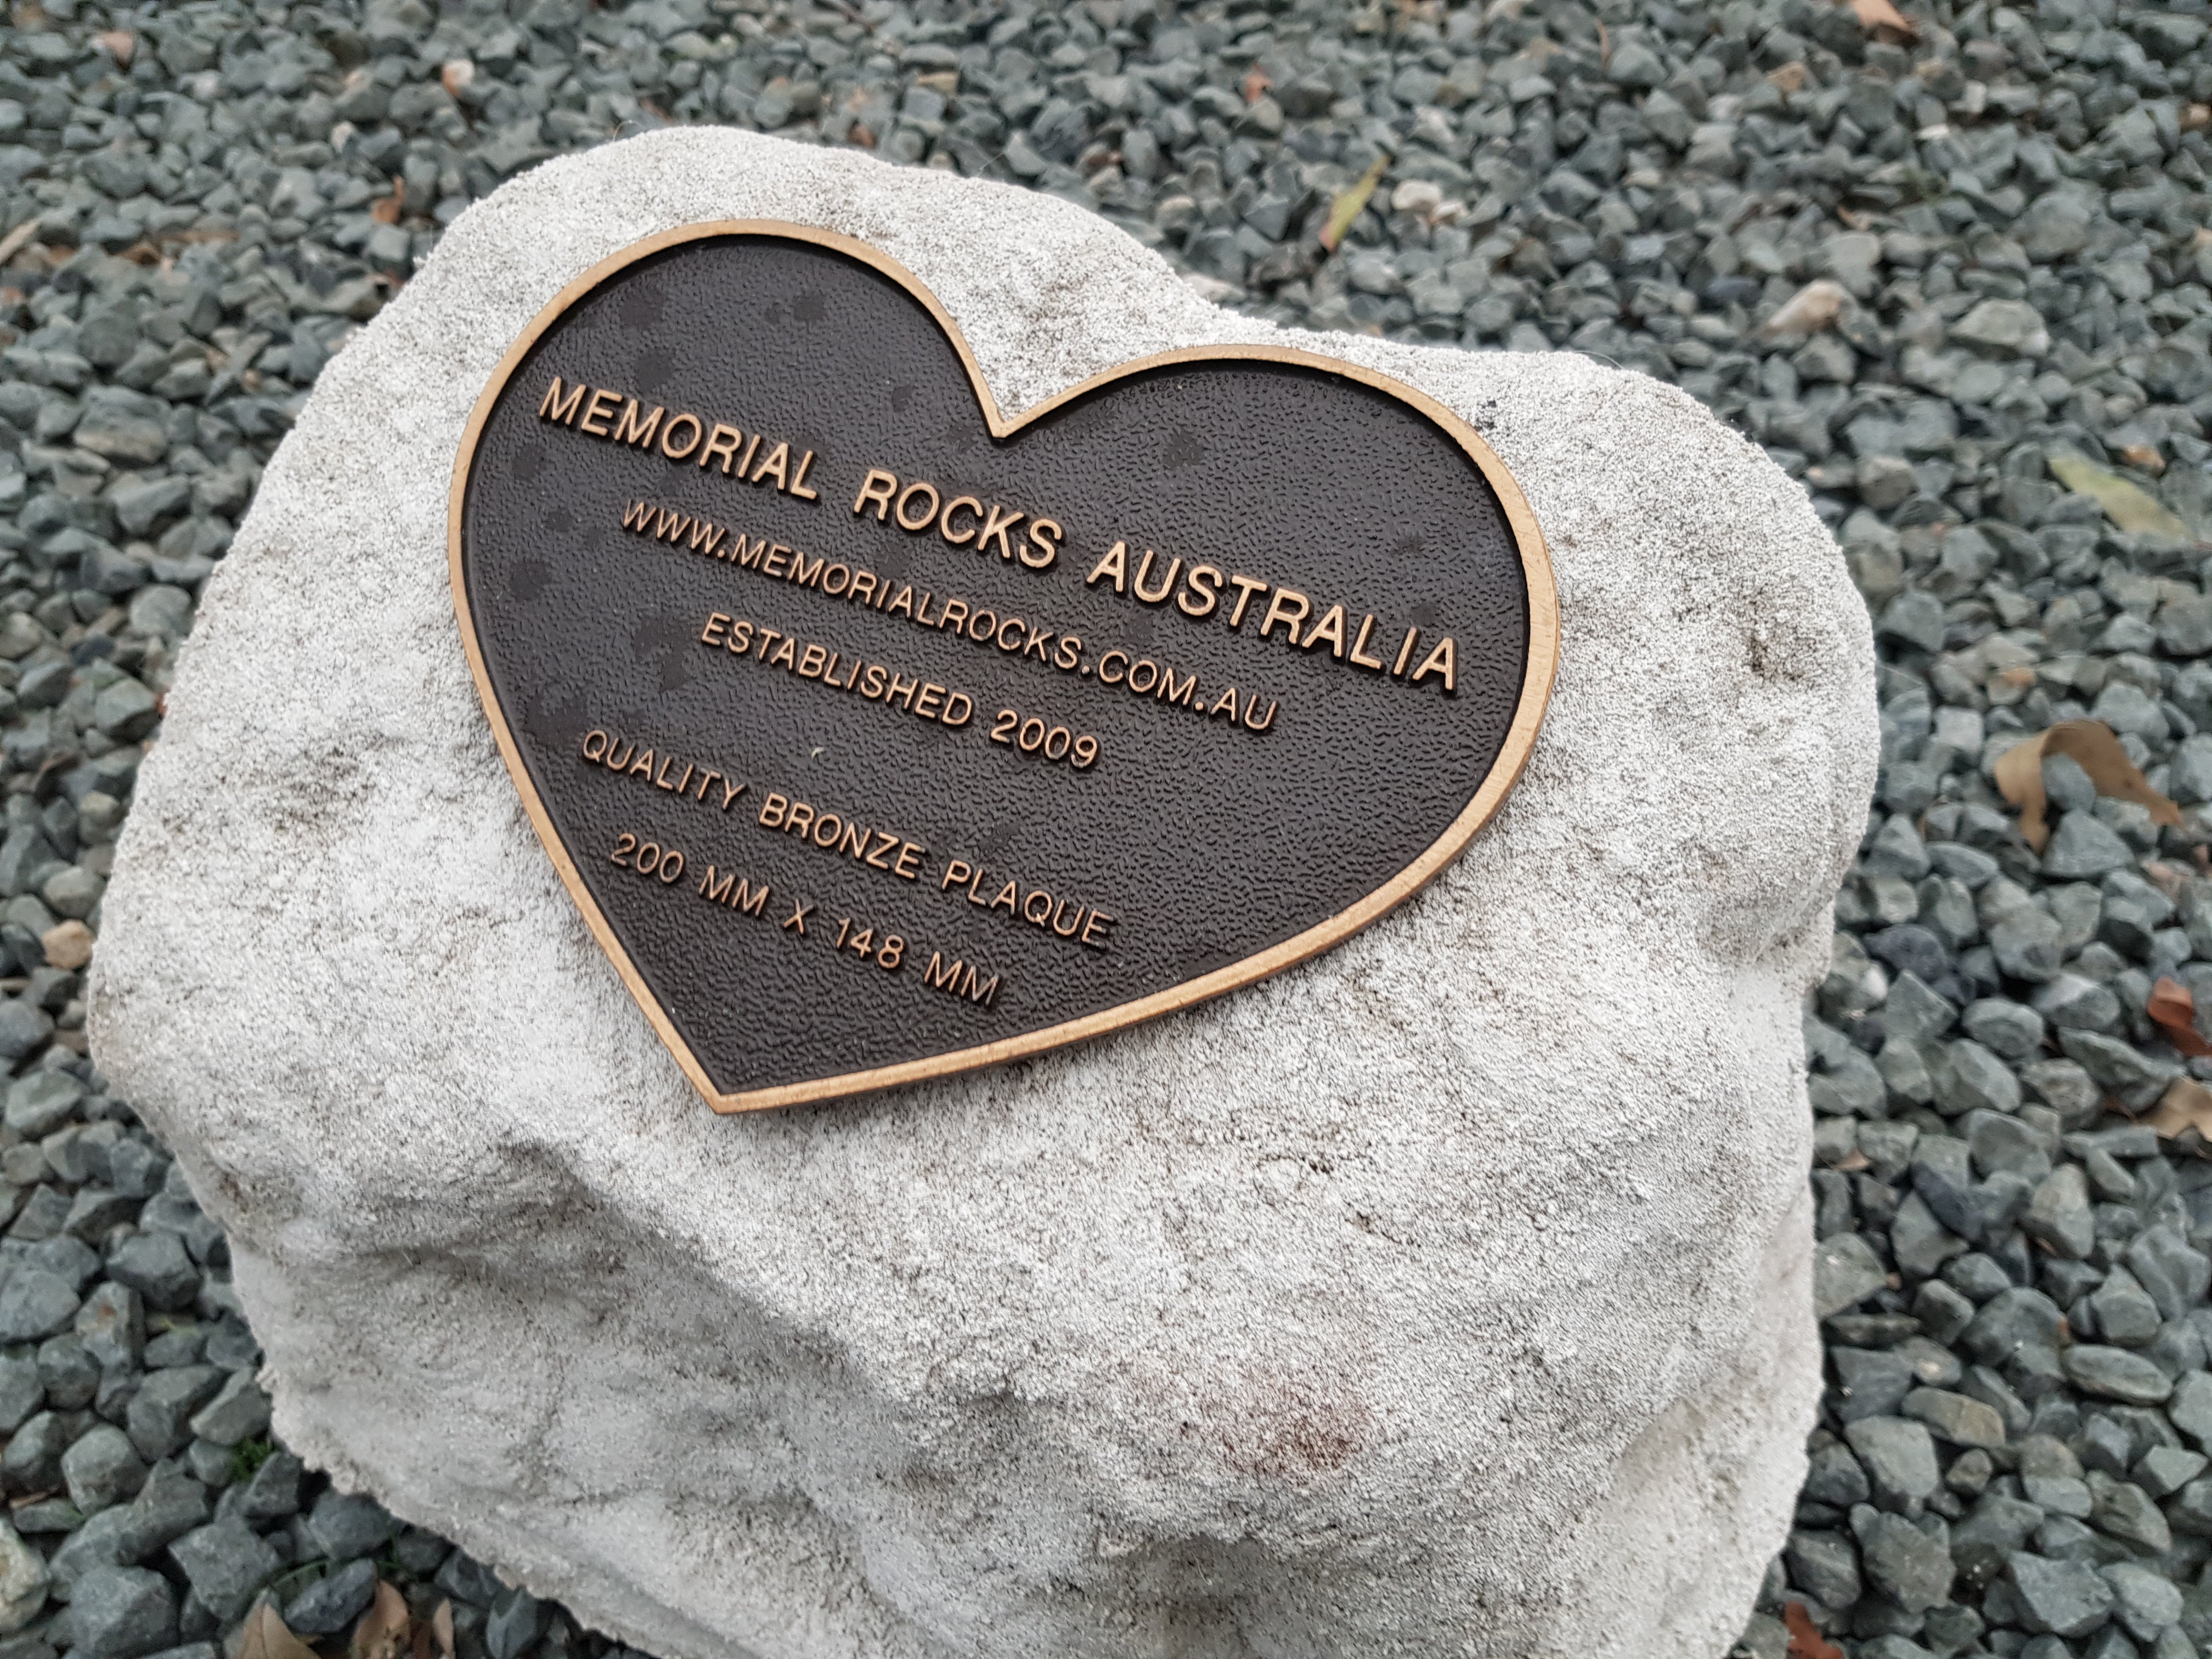 MEMORIAL ROCKS AUSTRALIA
WWW.MEMORIALROCKS.COM.AU
ESTABLISHED 2009
QUALITY BRONZE PLAQUE
200 MM X 148 MM